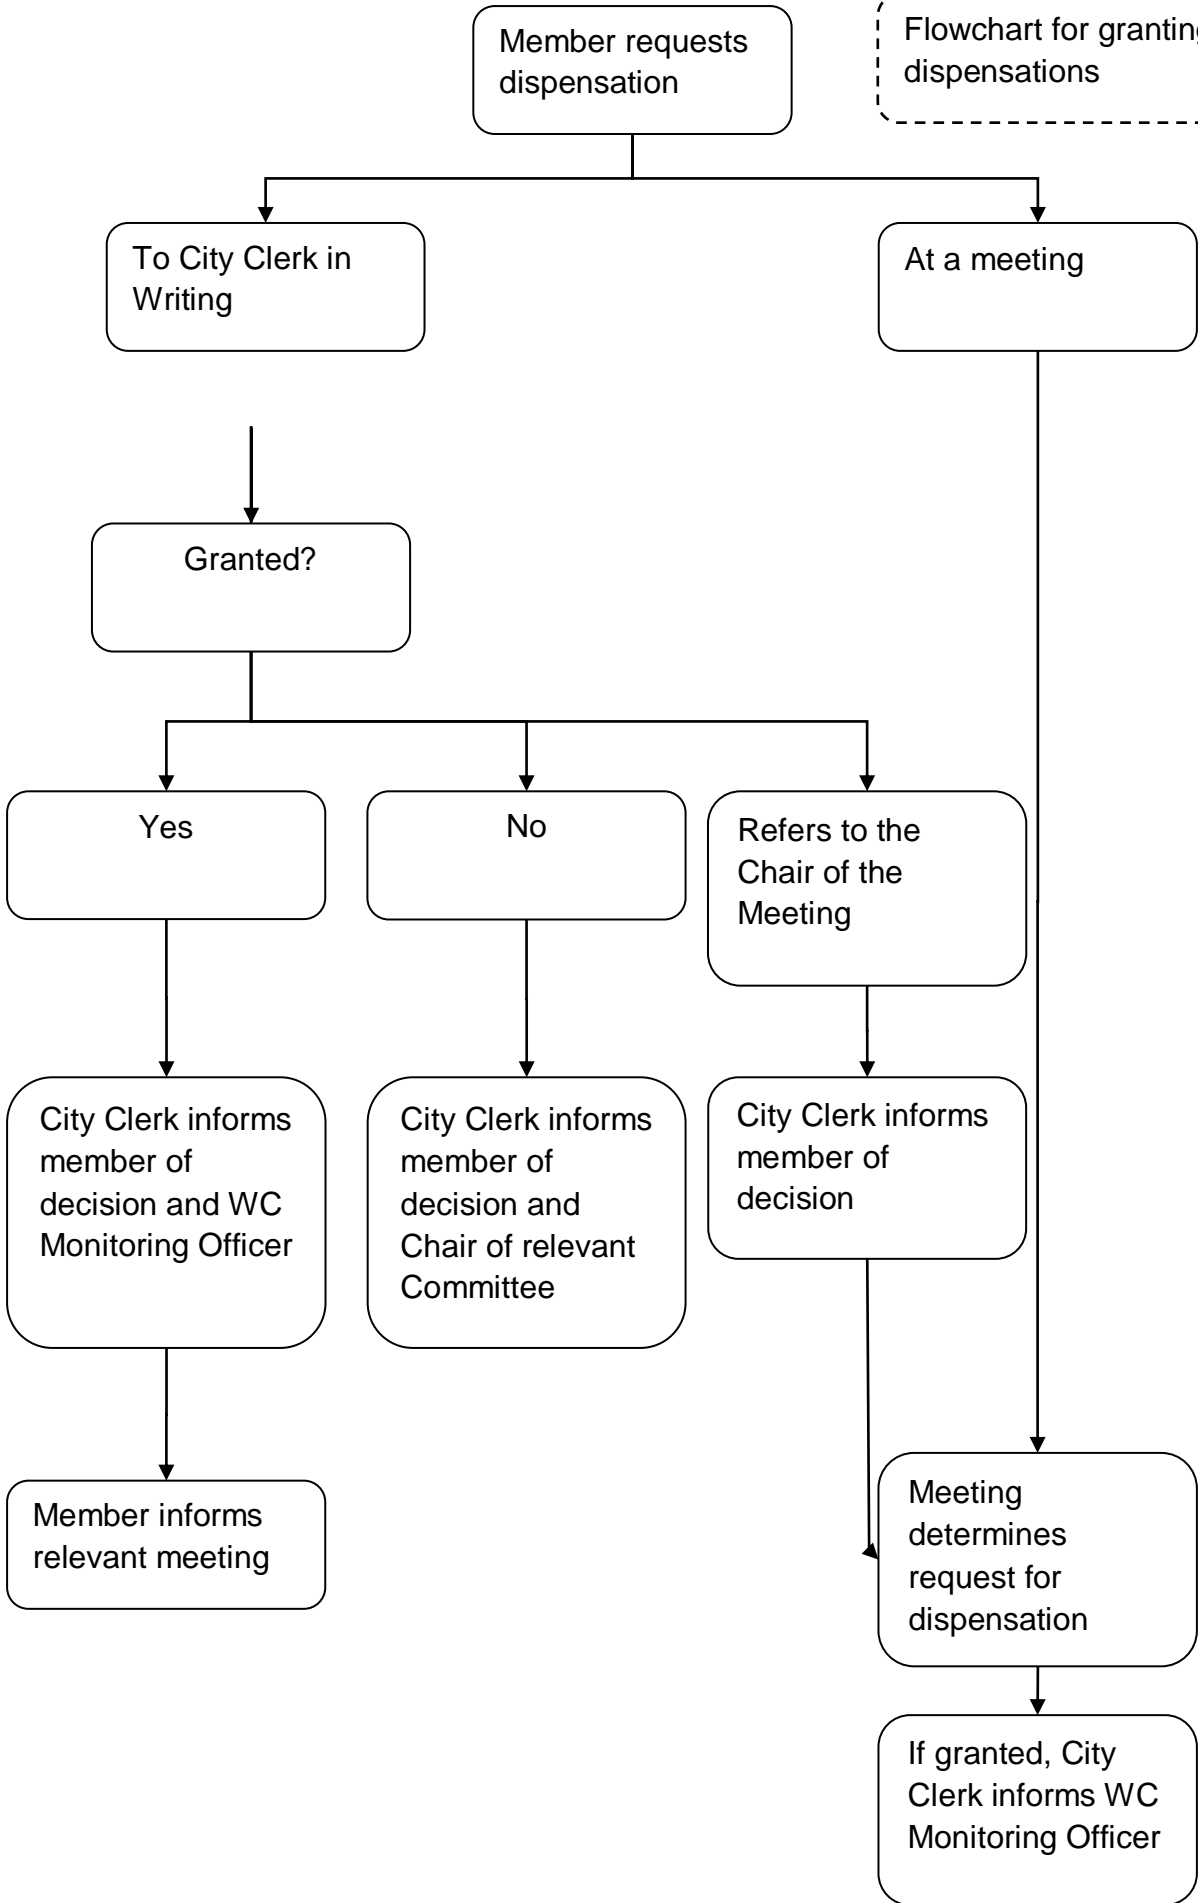 Member requests
dispensation
Flowchart for granting
dispensations
To City Clerk in
Writing
At a meeting
Granted?
Yes
No
Refers to the
Chair of the
Meeting
City Clerk informs
member of
decision and WC
Monitoring Officer
City Clerk informs
member of
decision and
Chair of relevant
Committee
City Clerk informs
member of
decision
Member informs
relevant meeting
Meeting
determines
request for
dispensation
If granted, City
Clerk informs WC
Monitoring Officer